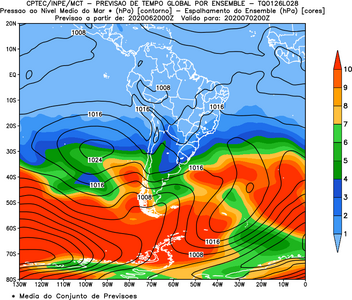 CPTEC/INPE/MCT - PREVISAO DE TEMPO GLOBAL POR ENSEMBLE - TQ0126L028
Pressao ao Nivel Medio do Mar * (hPa) [contorno] - Espalhamento do Ensemble (hPa) [cores]
Previsao a partir de: 2020062000Z Valido para: 2020070200Z
20N
10N
EQ
10S
20S
30S
40S
50S
60S
70S
80S
1008
1008
1016
1016
1016
1024
1016
1016
1008
1016
1008
10
9
8
7
6
5
4
3
2
1
130W 120W 110W 100W 90W 80W 70W 60W 50W 40W 30W 20W 10W 0
* Media do Conjunto de Previsoes